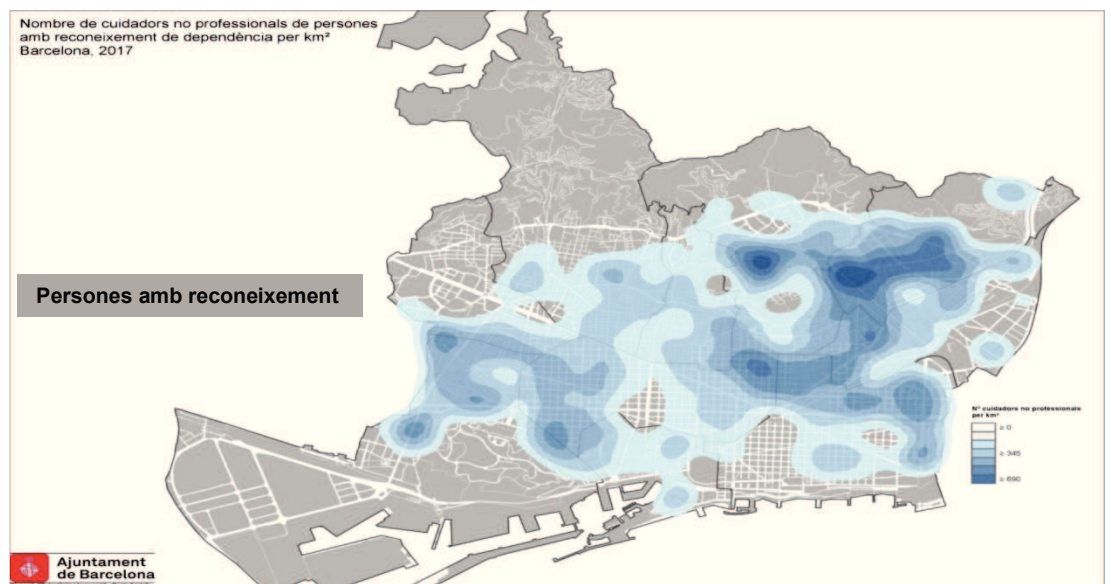 Nombre de cuidadors no professionals de persones
amb reconeixement de dependència per km²
Barcelona, 2017
Persones amb reconeixement
Nº cuidadors no professionals
per km²
≥ 0
≥ 345
≥ 690
Ajuntament
de Barcelona